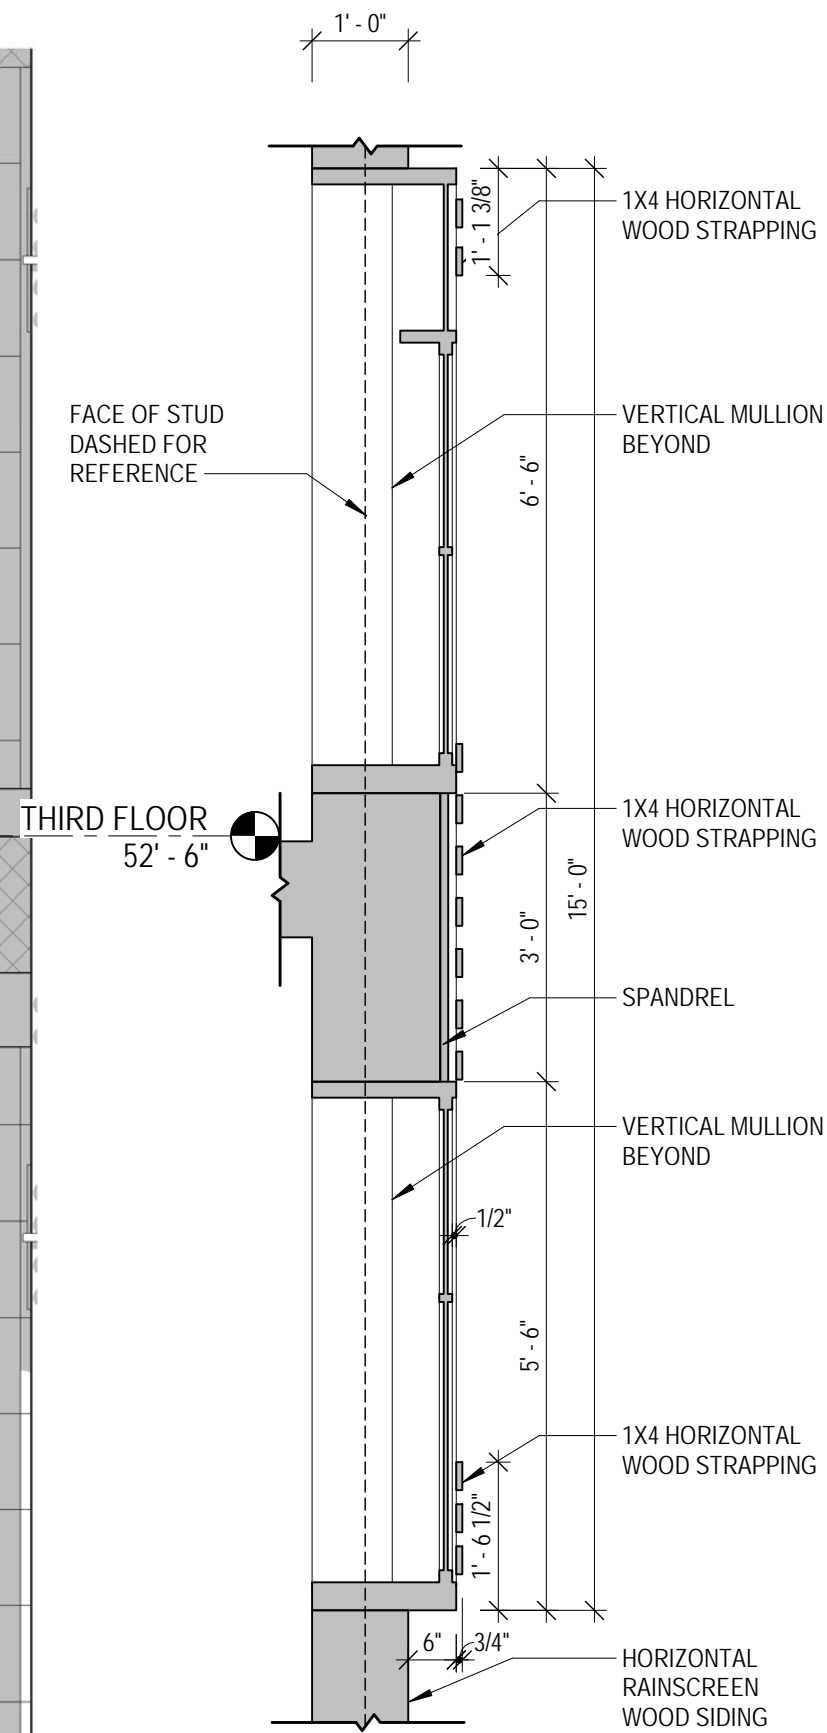 1' - 0"
1' - 1 3/8"
1X4 HORIZONTAL
WOOD STRAPPING
FACE OF STUD
DASHED FOR
REFERENCE
VERTICAL MULLION
BEYOND
6' - 6"
THIRD FLOOR
52' - 6"
1X4 HORIZONTAL
WOOD STRAPPING
15' - 0"
3' - 0"
SPANDREL
VERTICAL MULLION
BEYOND
1/2"
5' - 6"
1X4 HORIZONTAL
WOOD STRAPPING
1' - 6 1/2"
6"
3/4"
HORIZONTAL
RAINSCREEN
WOOD SIDING